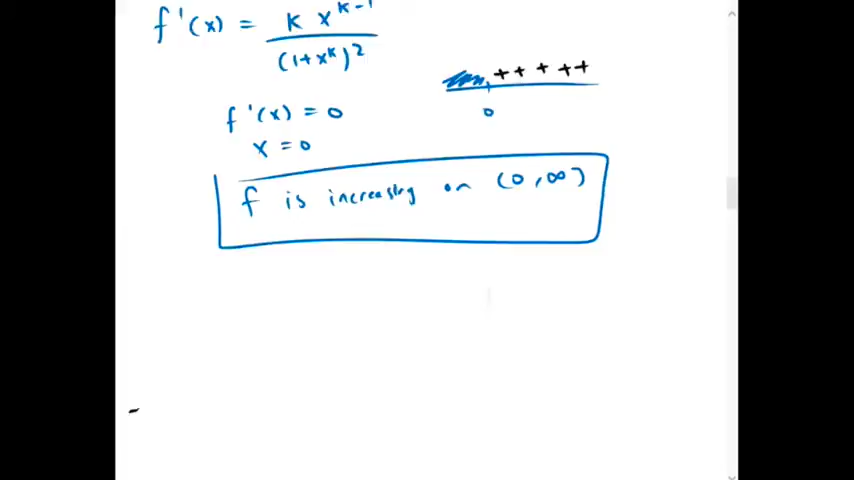 f'(x) = k x^{k-1} / (1+x^k)^2
+ + + + +
f'(x) = 0
0
x = 0
f is increasing on (0, ∞)